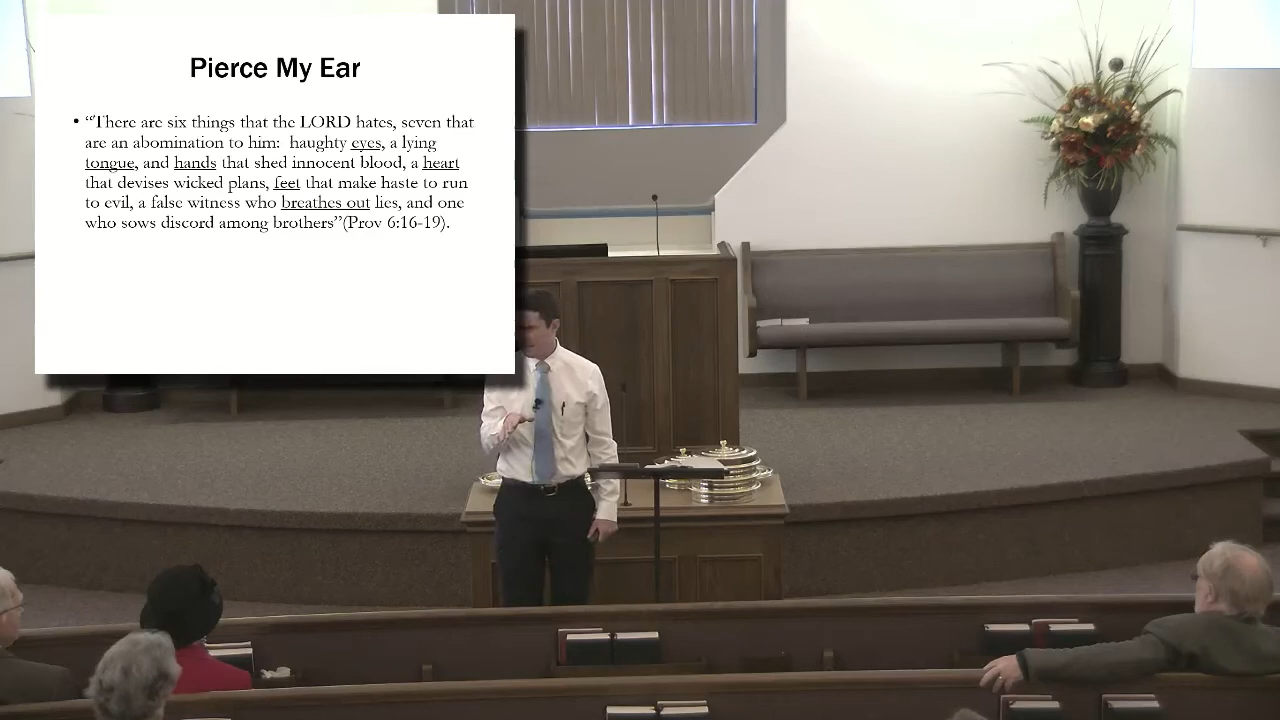 Pierce My Ear
• “There are six things that the LORD hates, seven that
are an abomination to him:  haughty eyes, a lying
tongue, and hands that shed innocent blood, a heart
that devises wicked plans, feet that make haste to run
to evil, a false witness who breathes out lies, and one
who sows discord among brothers”(Prov 6:16-19).